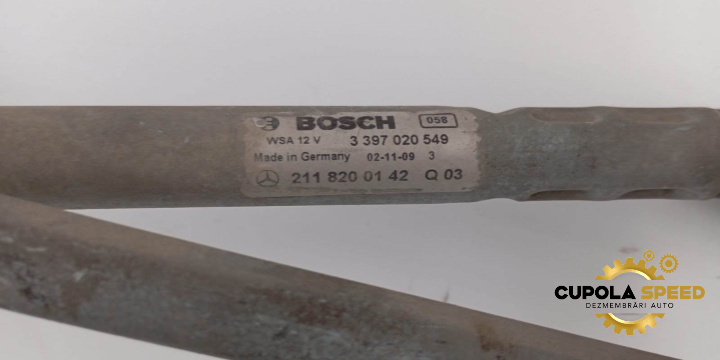 BOSCH 058
WSA 12 V 3 397 020 549
Made in Germany 02-11-09 3
211 820 01 42 Q 03
CUPOLA SPEED
DEZMEMBRĂRI AUTO